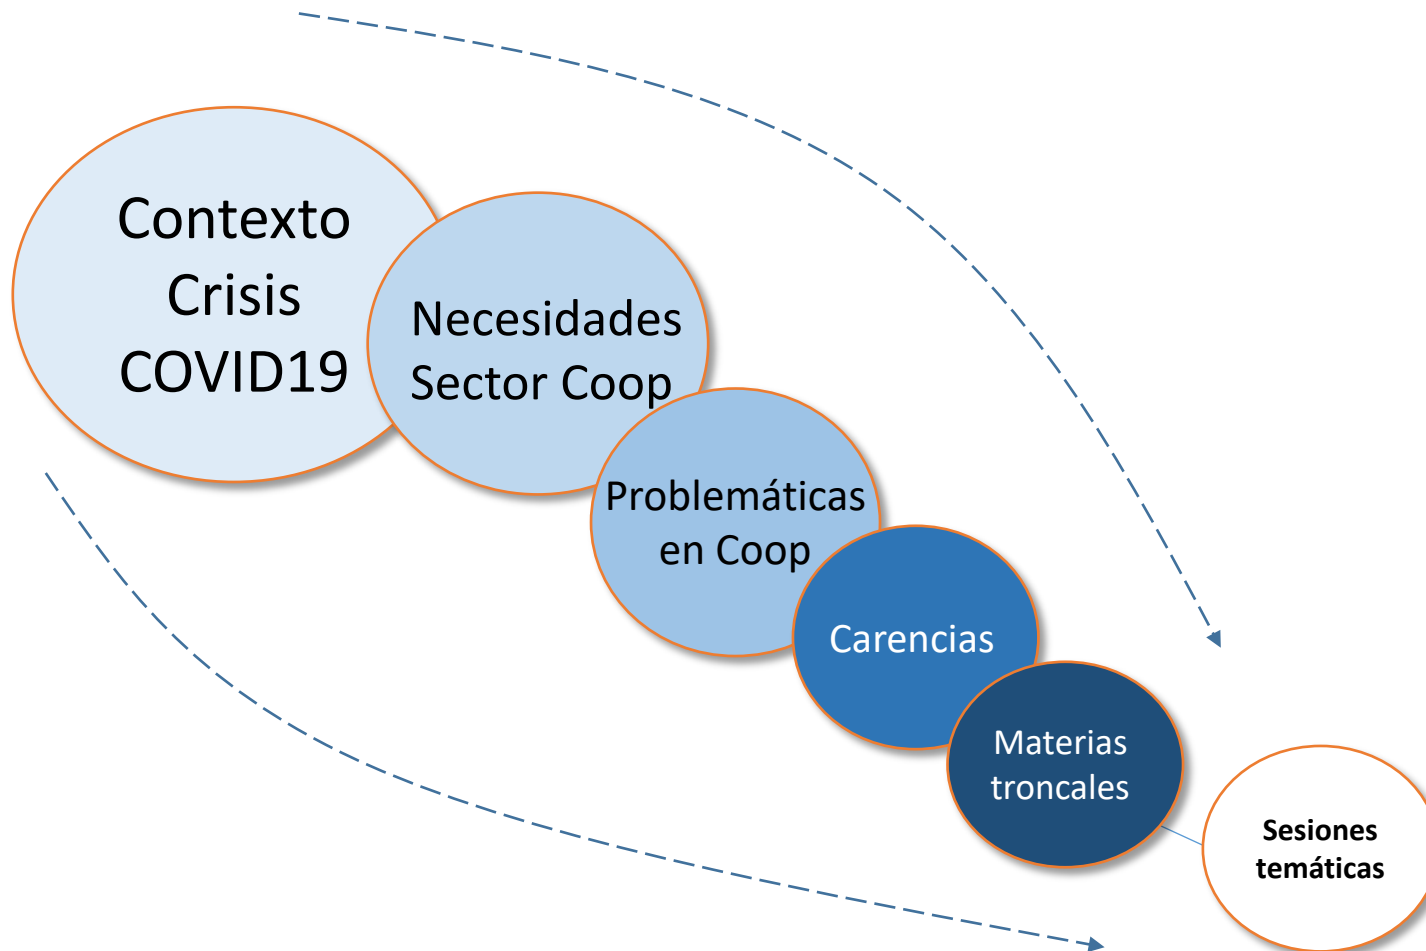 Contexto
Crisis
COVID19
Necesidades
Sector Coop
Problemáticas
en Coop
Carencias
Materias
troncales
Sesiones
temáticas